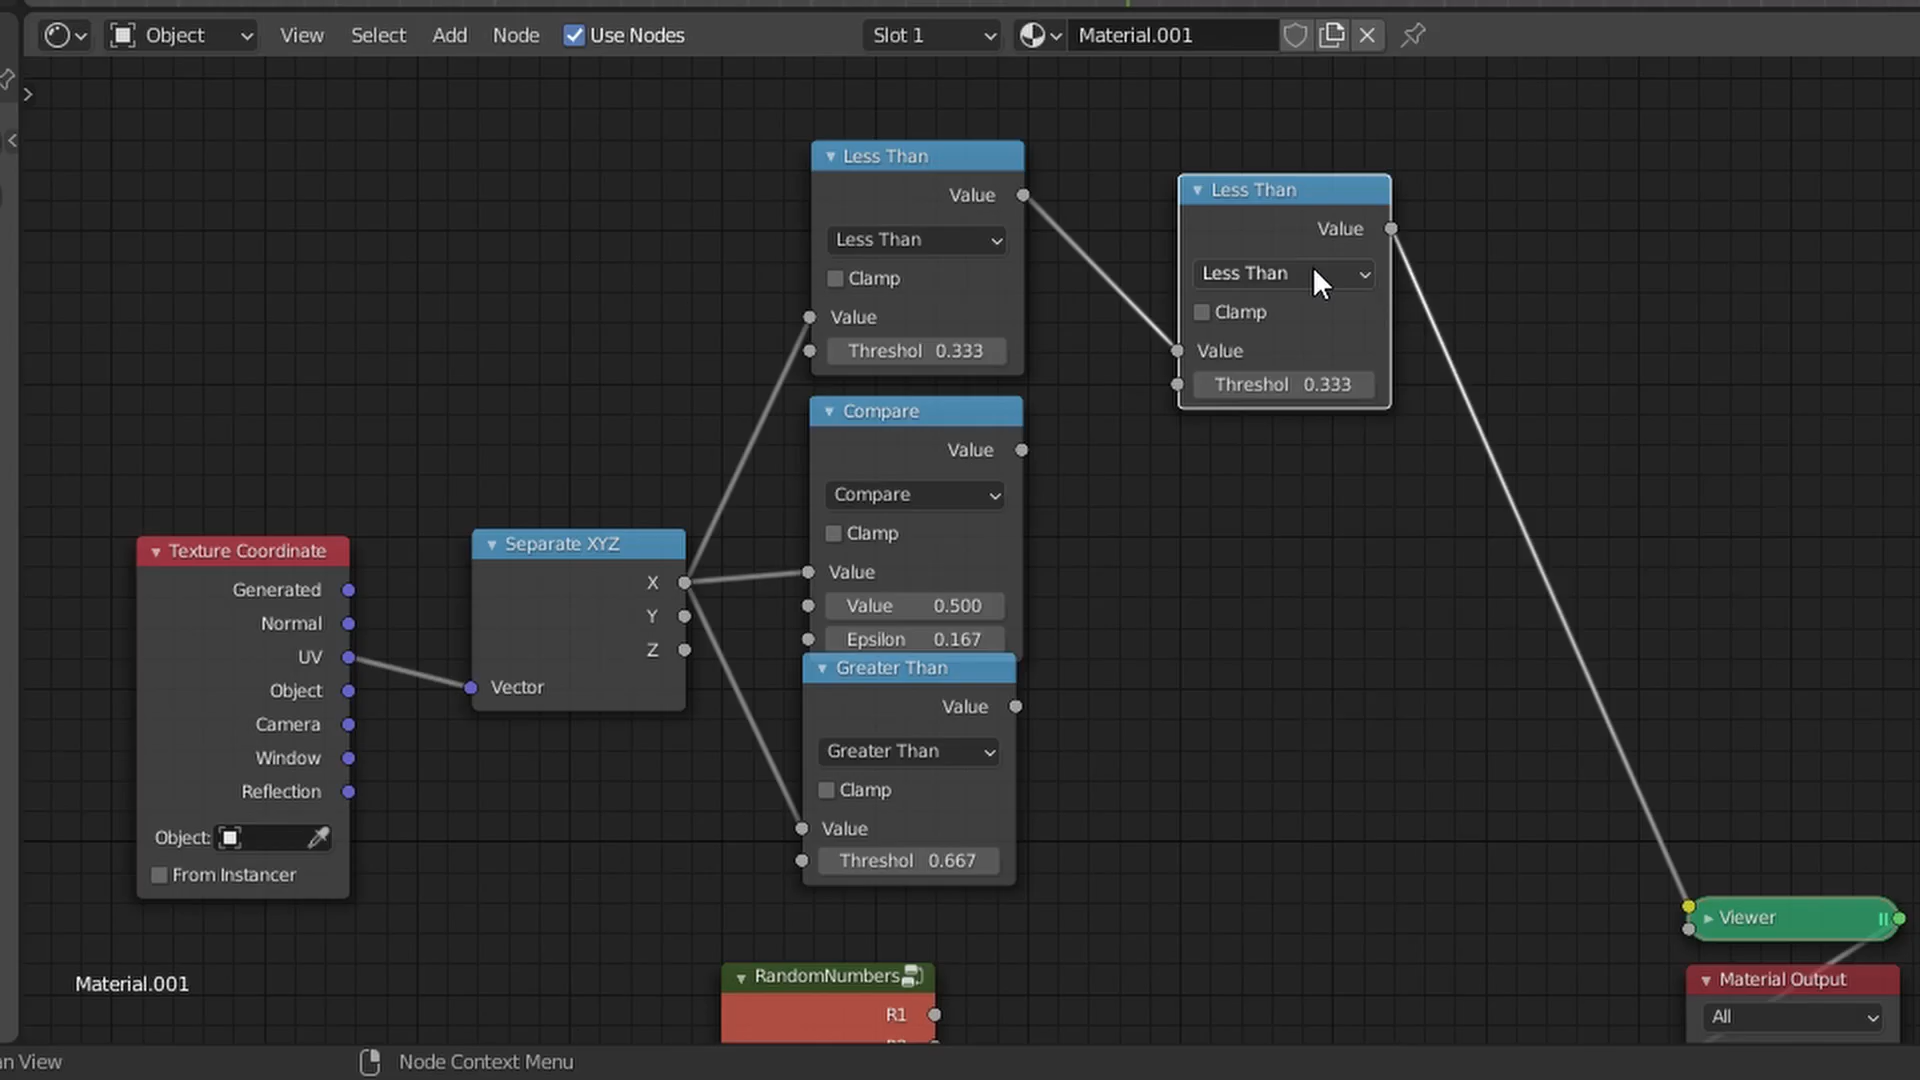 Object
View
Select
Add
Node
Use Nodes
Slot 1
Material.001
Less Than
Value
Less Than
Clamp
Value
Threshol 0.333
Less Than
Value
Less Than
Clamp
Value
Threshol 0.333
Compare
Value
Compare
Clamp
Value
Value 0.500
Epsilon 0.167
Texture Coordinate
Generated
Normal
UV
Object
Camera
Window
Reflection
Object:
From Instancer
Separate XYZ
X
Y
Z
Vector
Greater Than
Value
Greater Than
Clamp
Value
Threshol 0.667
Viewer
Material.001
RandomNumbers
R1
Material Output
All
an View
Node Context Menu